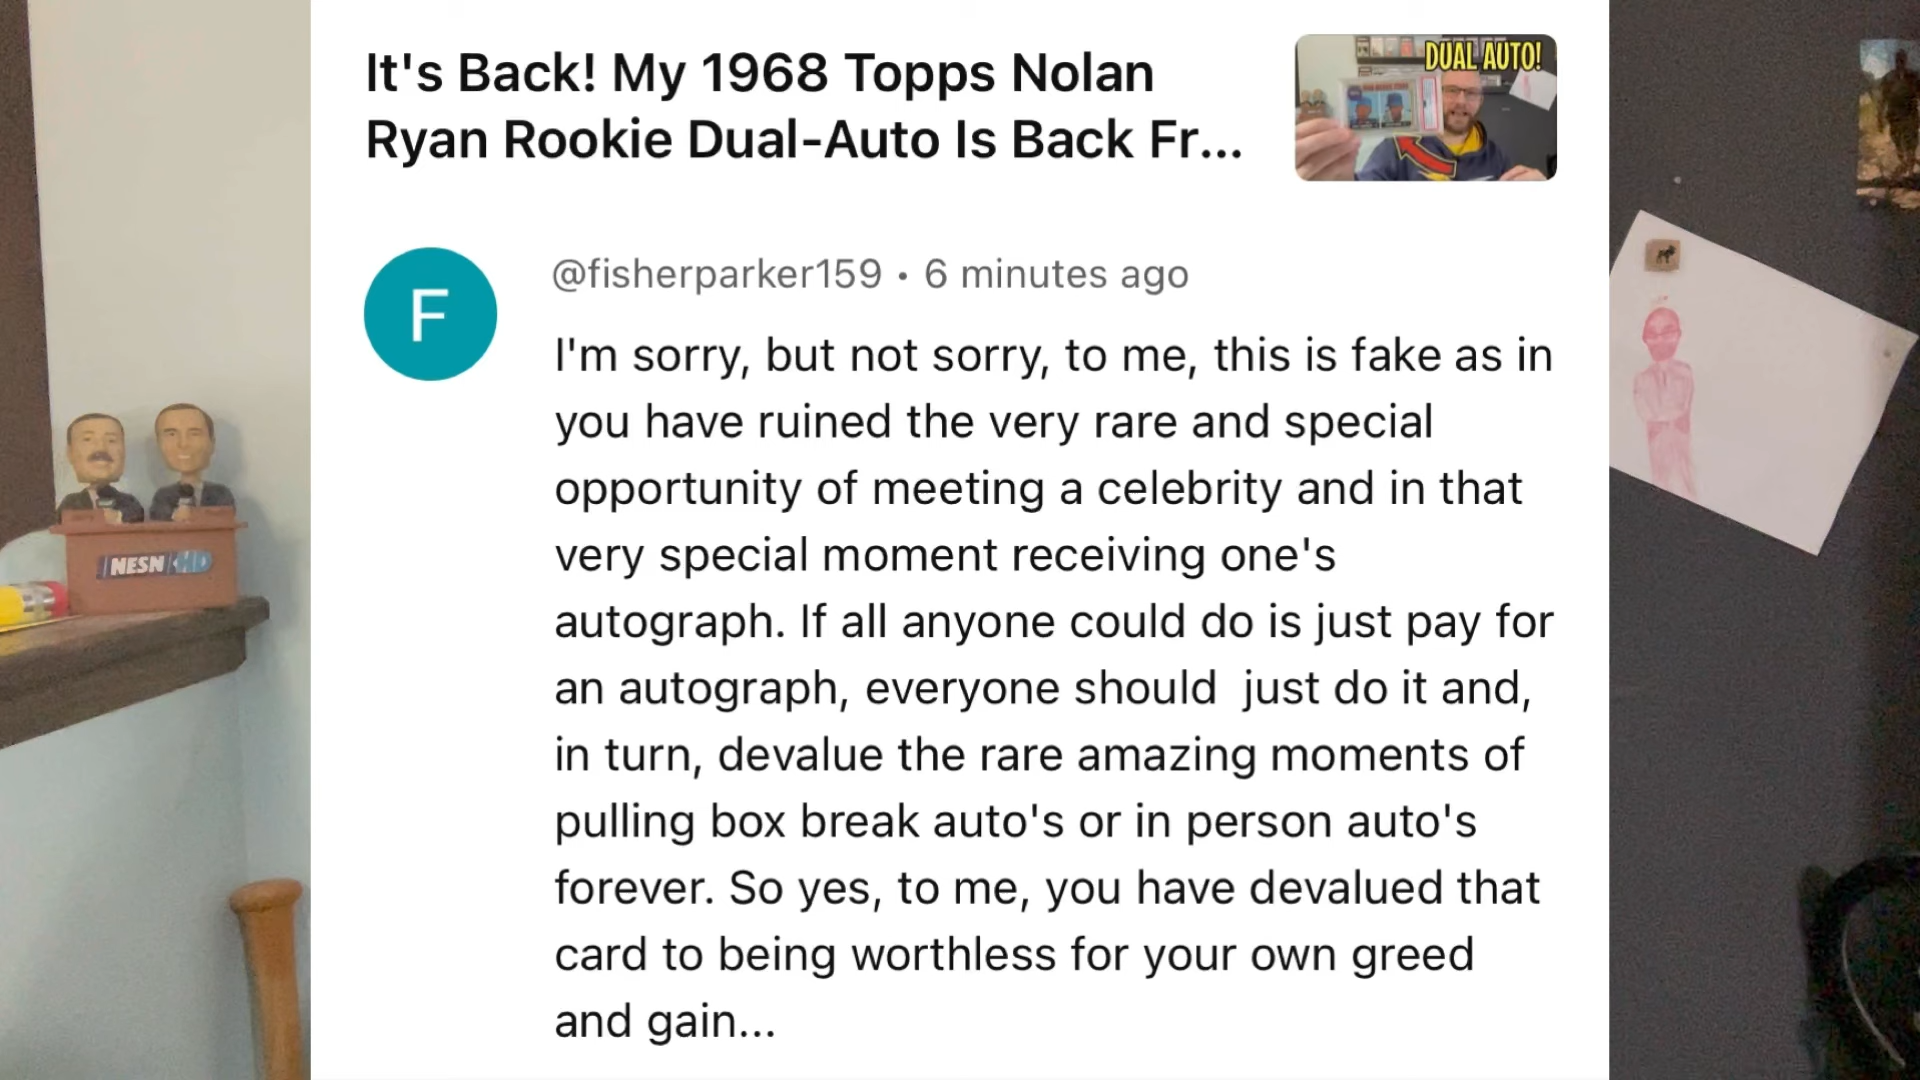 It's Back! My 1968 Topps Nolan
Ryan Rookie Dual-Auto Is Back Fr...
DUAL AUTO!
@fisherparker159 • 6 minutes ago
F
I'm sorry, but not sorry, to me, this is fake as in
you have ruined the very rare and special
opportunity of meeting a celebrity and in that
very special moment receiving one's
autograph. If all anyone could do is just pay for
an autograph, everyone should  just do it and,
in turn, devalue the rare amazing moments of
pulling box break auto's or in person auto's
forever. So yes, to me, you have devalued that
card to being worthless for your own greed
and gain...
NESN HD